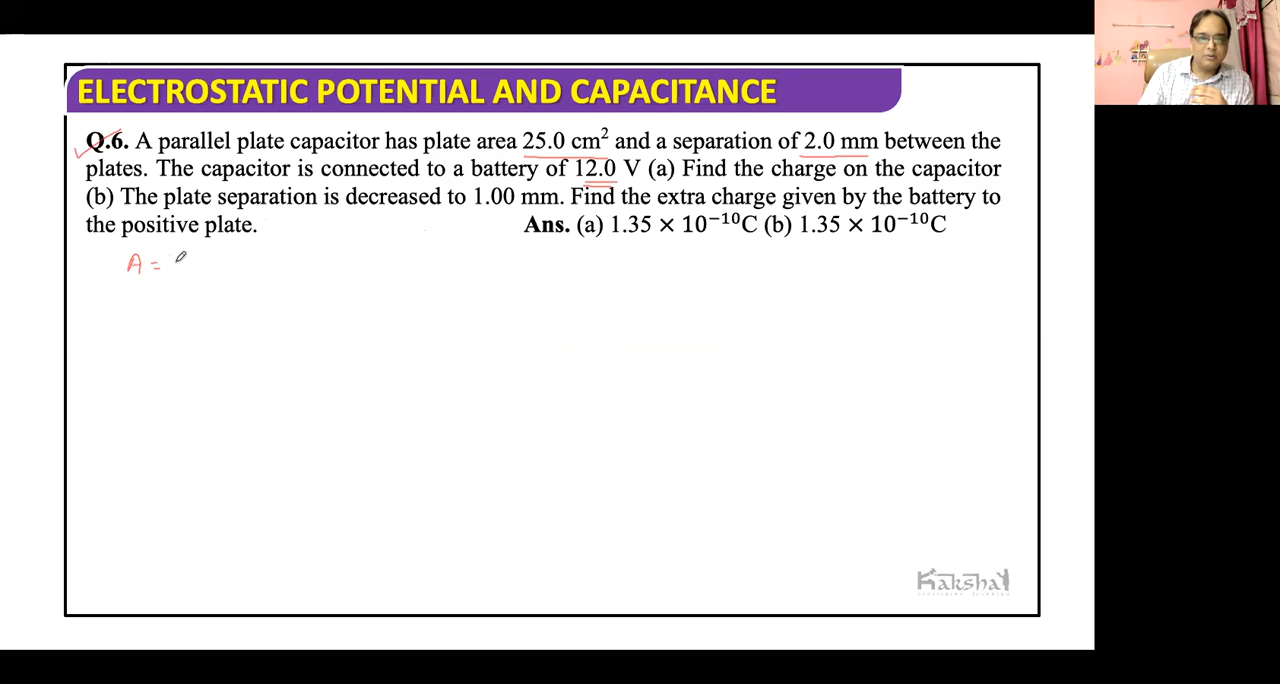 ELECTROSTATIC POTENTIAL AND CAPACITANCE
Q.6. A parallel plate capacitor has plate area 25.0 cm² and a separation of 2.0 mm between the
plates. The capacitor is connected to a battery of 12.0 V (a) Find the charge on the capacitor
(b) The plate separation is decreased to 1.00 mm. Find the extra charge given by the battery to
the positive plate. Ans. (a) 1.35 × 10⁻¹⁰C (b) 1.35 × 10⁻¹⁰C
A =
Kaksha